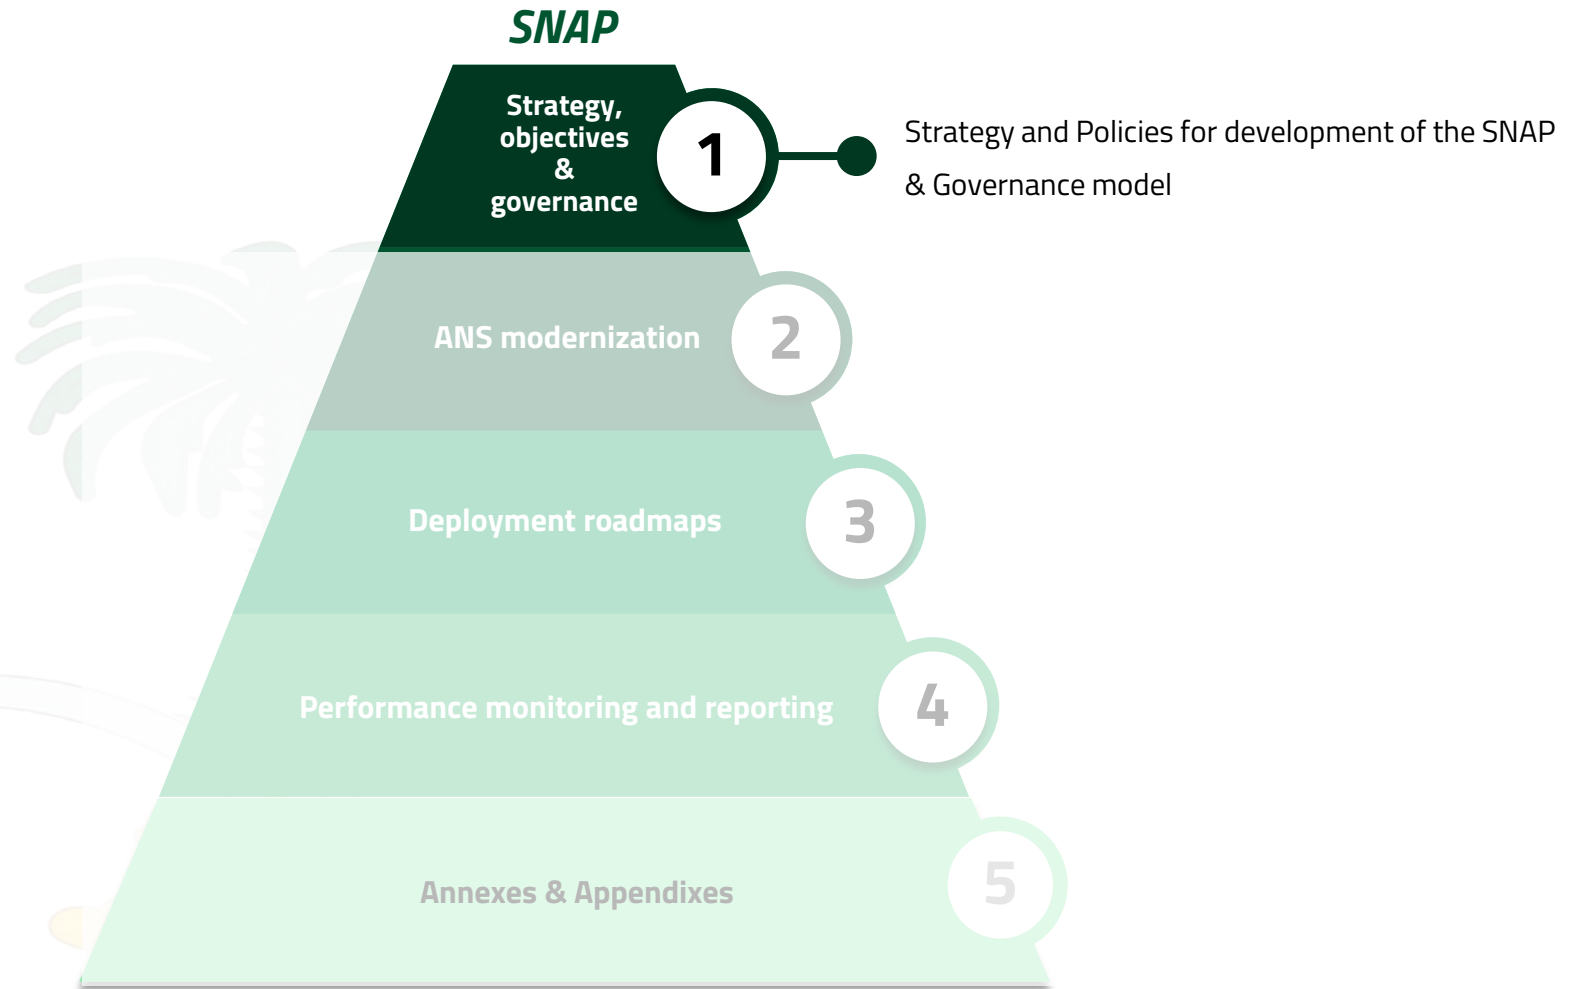 SNAP
Strategy,
objectives
&
governance
1
Strategy and Policies for development of the SNAP
& Governance model
ANS modernization
2
Deployment roadmaps
3
Performance monitoring and reporting
4
Annexes & Appendixes
5